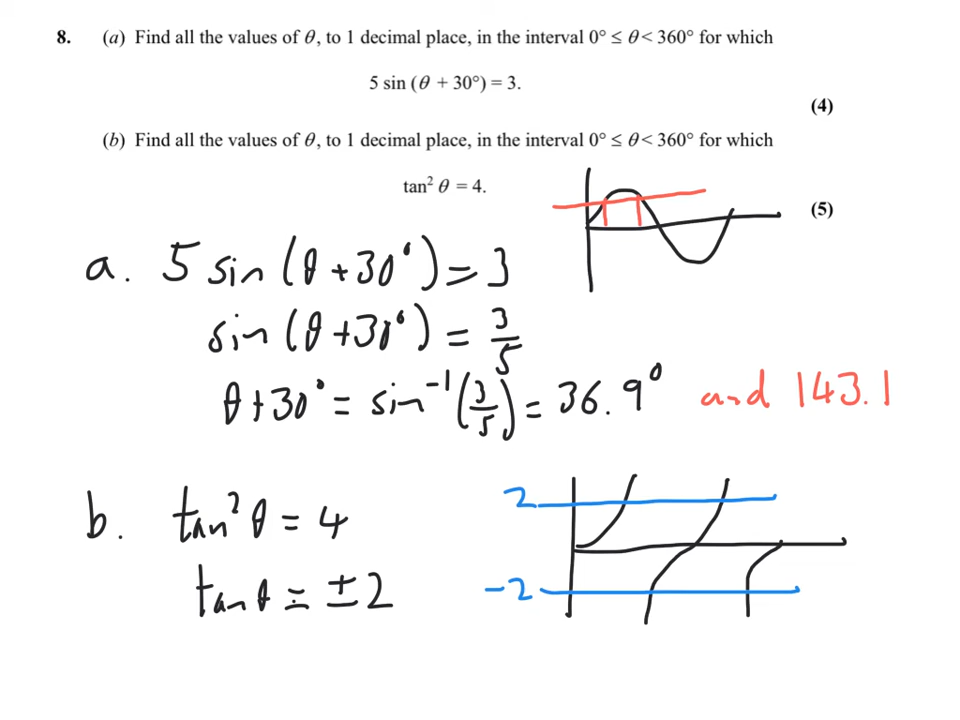 8. (a) Find all the values of θ, to 1 decimal place, in the interval 0° ≤ θ < 360° for which
5 sin (θ + 30°) = 3.
(4)
(b) Find all the values of θ, to 1 decimal place, in the interval 0° ≤ θ < 360° for which
tan² θ = 4.
(5)
a. 5 sin (θ + 30°) = 3
sin (θ + 30°) = 3/5
θ + 30° = sin⁻¹ (3/5) = 36.9° and 143.1
b. tan² θ = 4
tan θ = ±2
2
-2